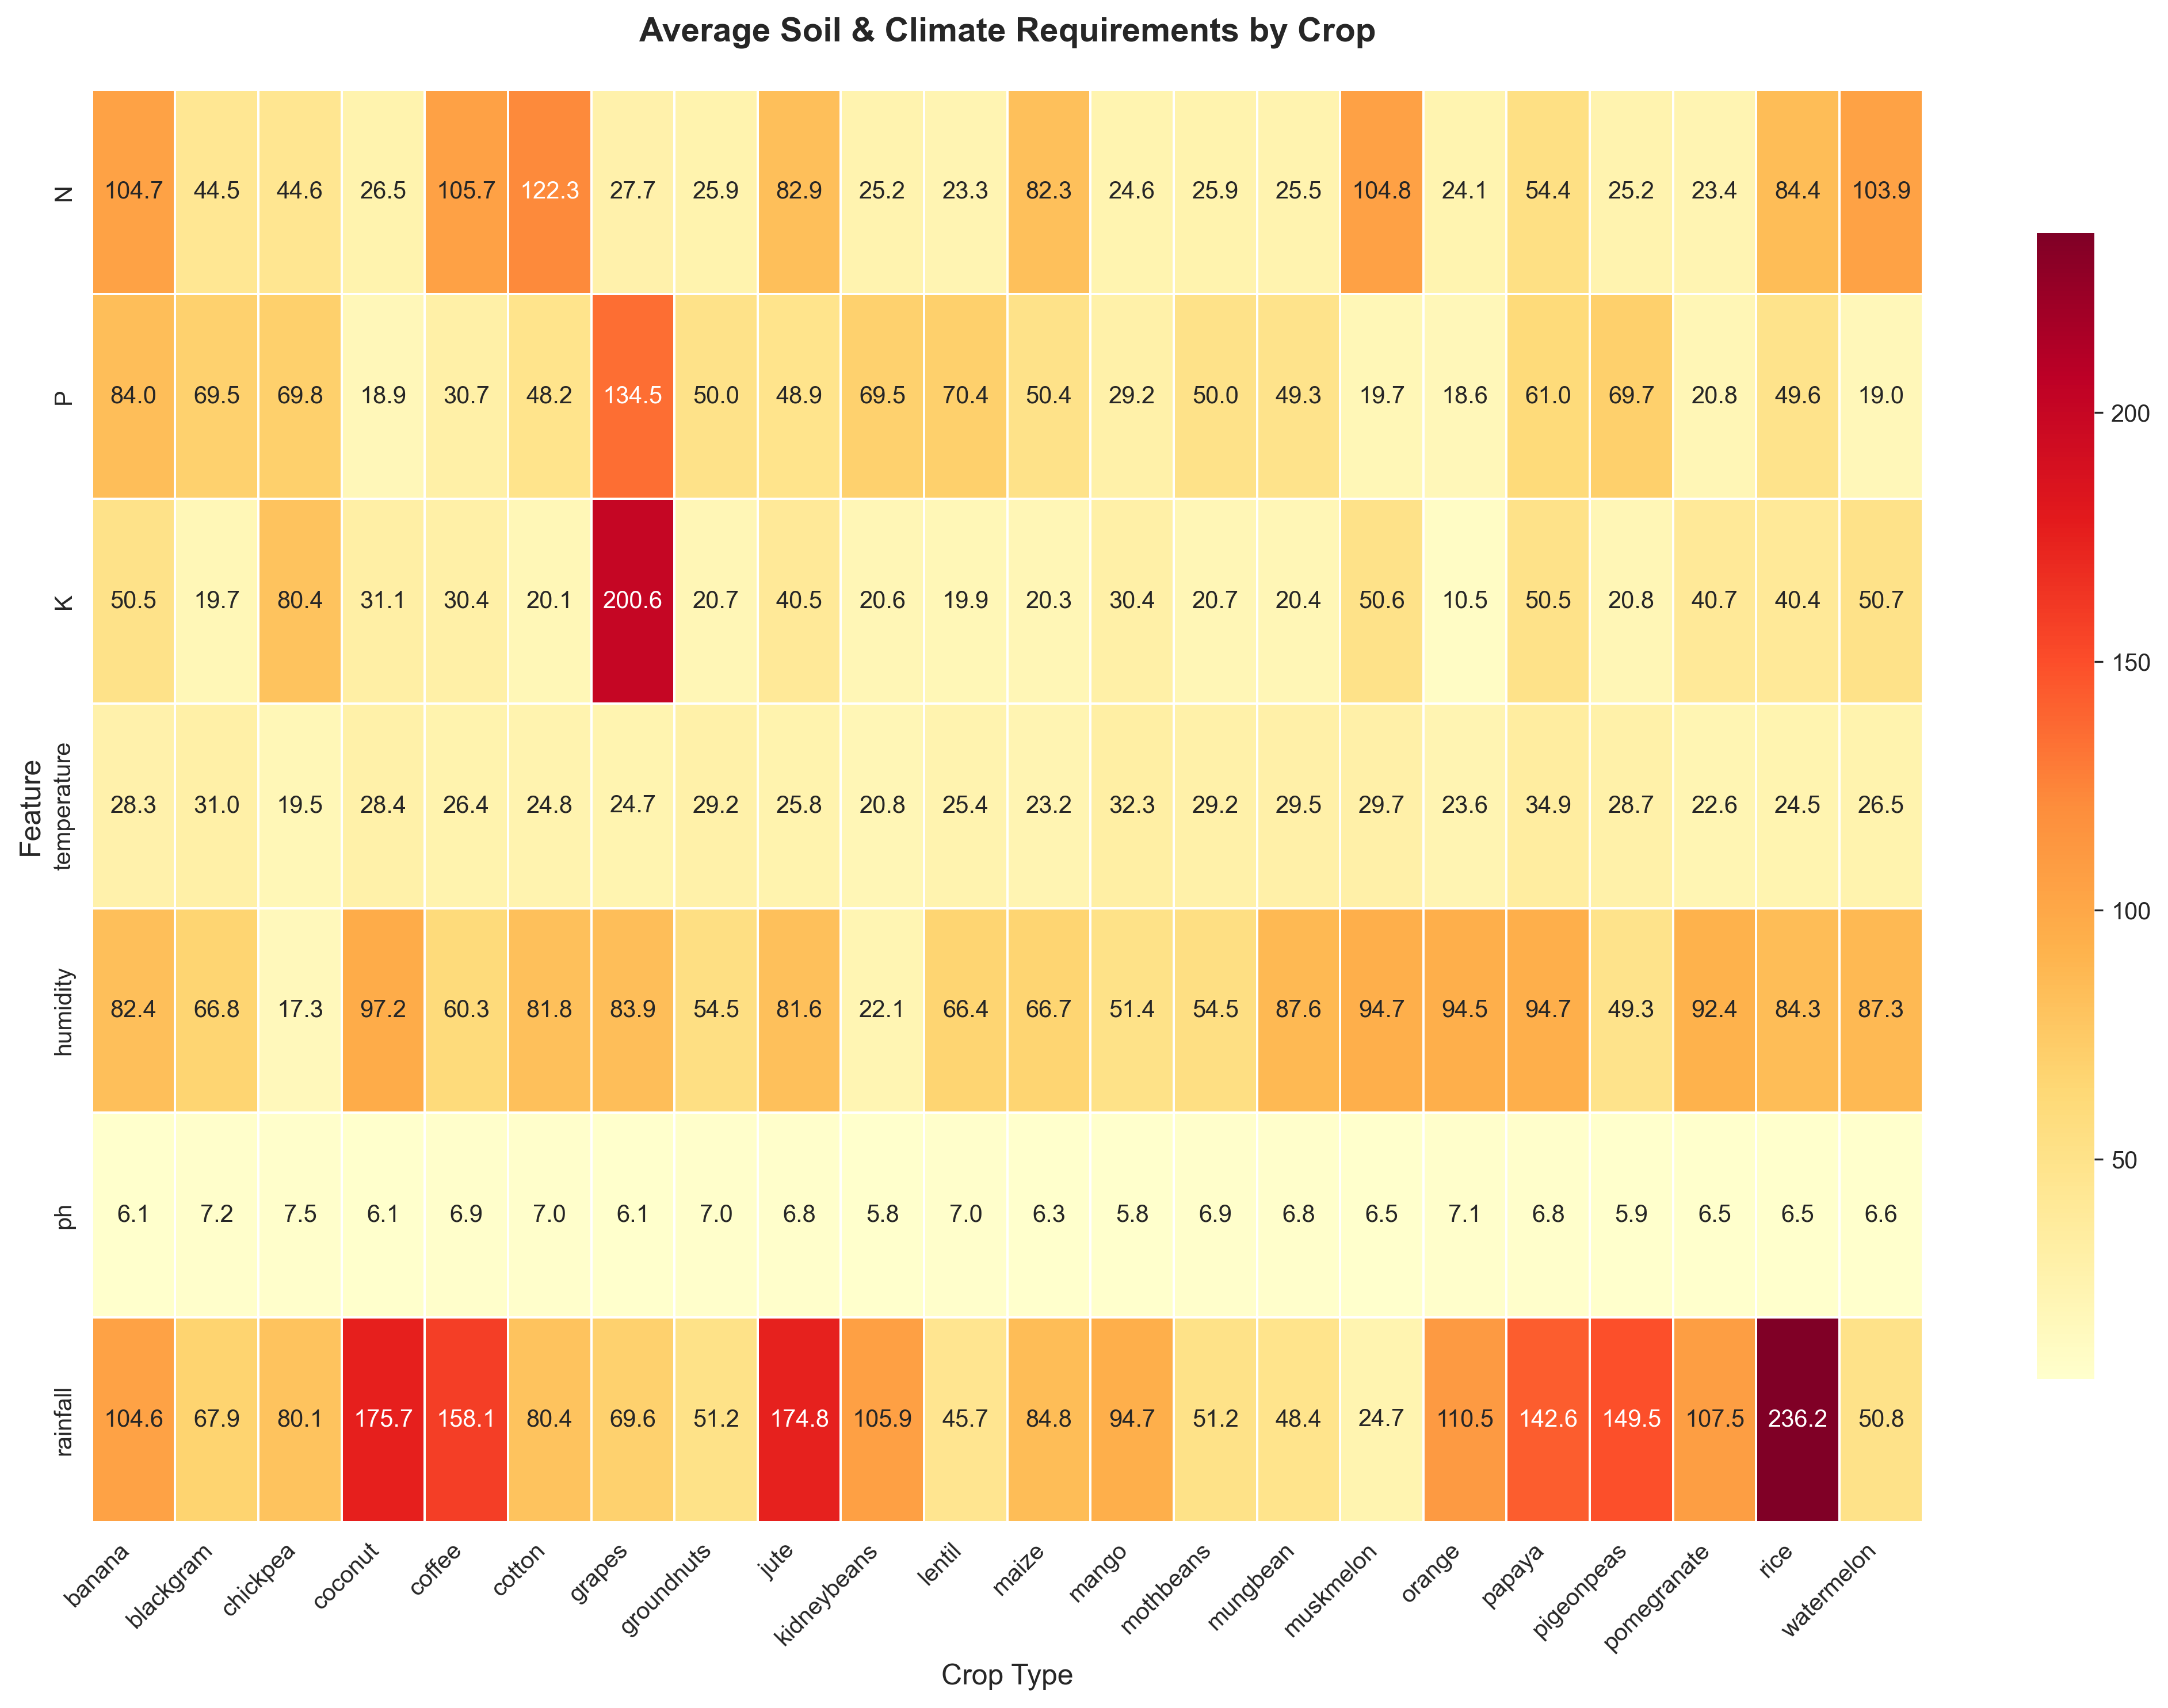 Average Soil & Climate Requirements by Crop
N 104.7 44.5 44.6 26.5 105.7 122.3 27.7 25.9 82.9 25.2 23.3 82.3 24.6 25.9 25.5 104.8 24.1 54.4 25.2 23.4 84.4 103.9
P 84.0 69.5 69.8 18.9 30.7 48.2 134.5 50.0 48.9 69.5 70.4 50.4 29.2 50.0 49.3 19.7 18.6 61.0 69.7 20.8 49.6 19.0
K 50.5 19.7 80.4 31.1 30.4 20.1 200.6 20.7 40.5 20.6 19.9 20.3 30.4 20.7 20.4 50.6 10.5 50.5 20.8 40.7 40.4 50.7
temperature 28.3 31.0 19.5 28.4 26.4 24.8 24.7 29.2 25.8 20.8 25.4 23.2 32.3 29.2 29.5 29.7 23.6 34.9 28.7 22.6 24.5 26.5
humidity 82.4 66.8 17.3 97.2 60.3 81.8 83.9 54.5 81.6 22.1 66.4 66.7 51.4 54.5 87.6 94.7 94.5 94.7 49.3 92.4 84.3 87.3
ph 6.1 7.2 7.5 6.1 6.9 7.0 6.1 7.0 6.8 5.8 7.0 6.3 5.8 6.9 6.8 6.5 7.1 6.8 5.9 6.5 6.5 6.6
rainfall 104.6 67.9 80.1 175.7 158.1 80.4 69.6 51.2 174.8 105.9 45.7 84.8 94.7 51.2 48.4 24.7 110.5 142.6 149.5 107.5 236.2 50.8
banana blackgram chickpea coconut coffee cotton grapes groundnuts jute kidneybeans lentil maize mango mothbeans mungbean muskmelon orange papaya pigeonpeas pomegranate rice watermelon
Crop Type
Feature
200
150
100
50